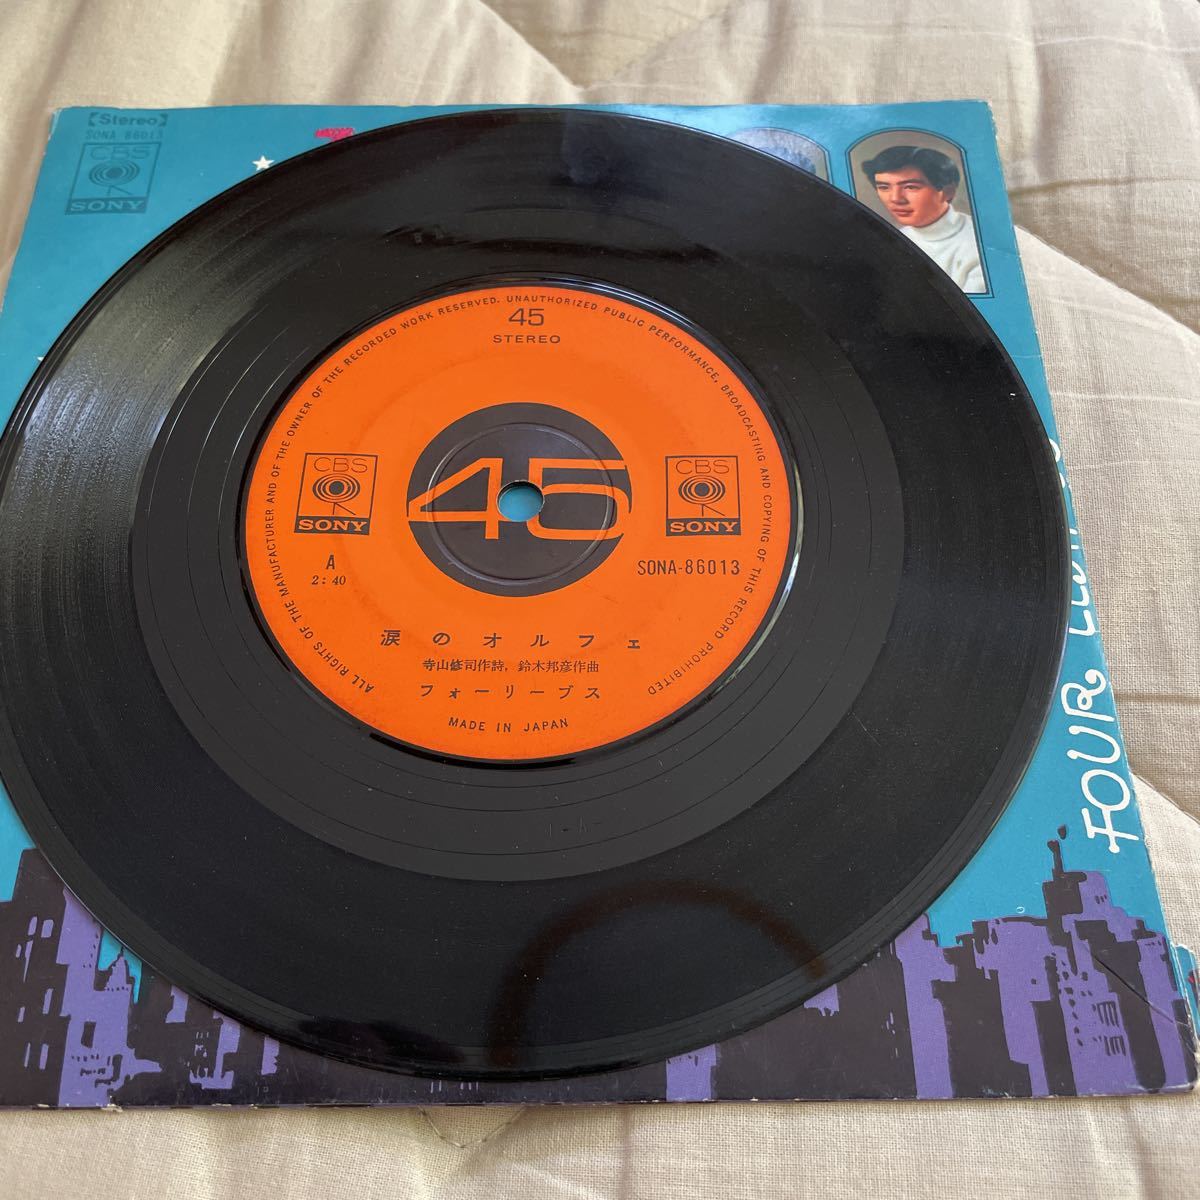 【Stereo】
SONA 86013
CBS
SONY
ALL RIGHTS OF THE MANUFACTURER AND OF THE OWNER OF THE RECORDED WORK RESERVED. UNAUTHORIZED PUBLIC PERFORMANCE, BROADCASTING AND COPYING OF THIS RECORD PROHIBITED
45
STEREO
45
CBS
SONY
CBS
SONY
A
2:40
SONA-86013
涙のオルフェ
寺山修司作詩, 鈴木邦彦作曲
フォーリーブス
MADE IN JAPAN
FOUR